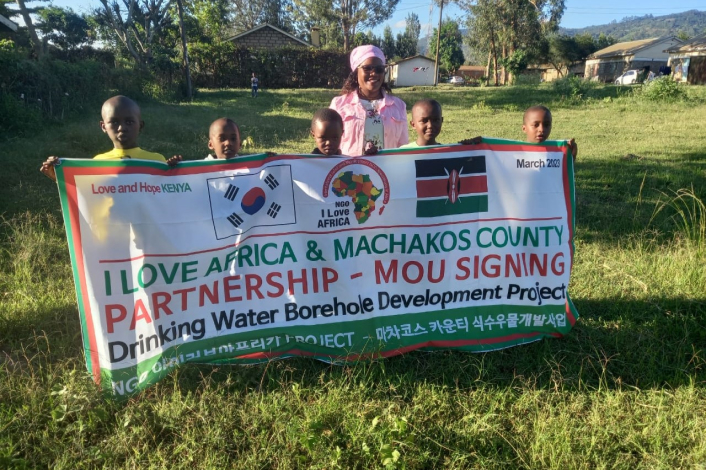 Love and Hope KENYA
March 2023
NGO
I Love
AFRICA
I LOVE AFRICA & MACHAKOS COUNTY
PARTNERSHIP - MOU SIGNING
Drinking Water Borehole Development Project
PROJECT 마차코스 카운티 식수우물개발사업